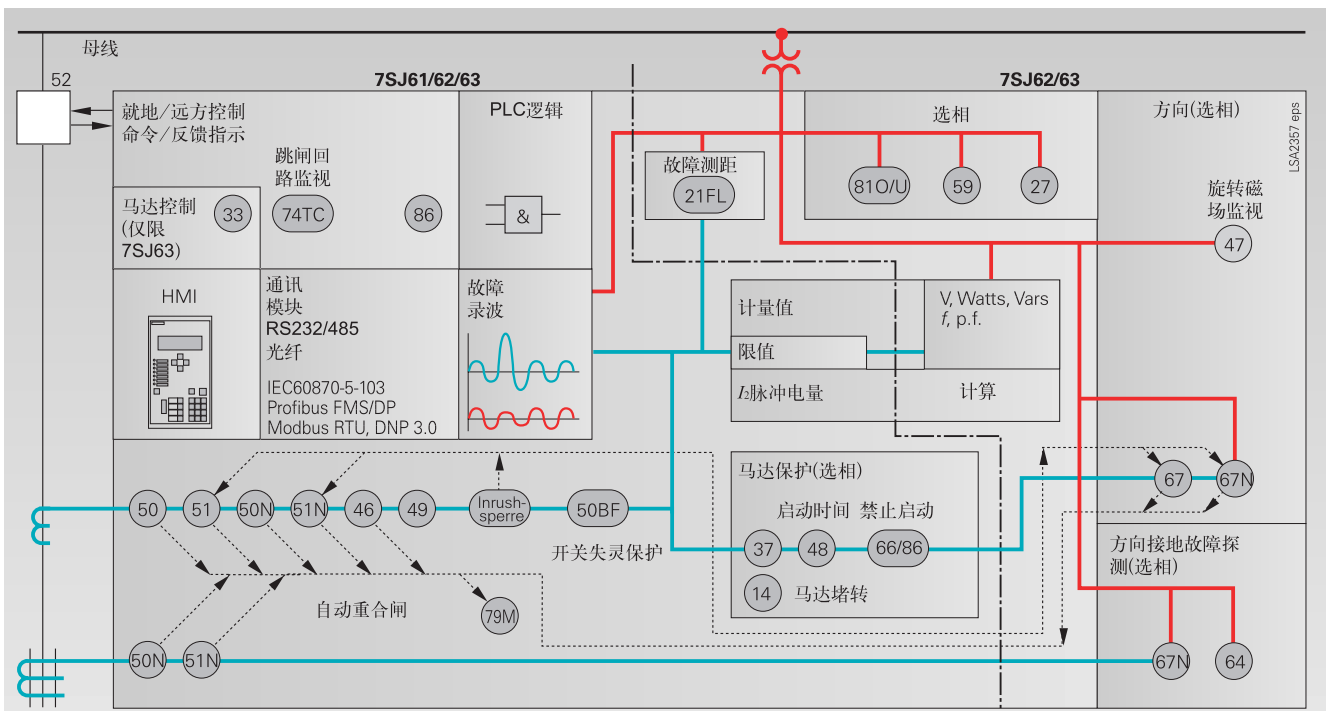 母线
52
7SJ61/62/63
7SJ62/63
就地/远方控制
命令/反馈指示
PLC逻辑
选相
方向(选相)
LSA2357 eps
跳闸回
路监视
故障测距
马达控制
(仅限
7SJ63)
33
74TC
86
&
21FL
81O/U
59
27
旋转磁
场监视
47
HMI
通讯
模块
RS232/485
光纤
IEC60870-5-103
Profibus FMS/DP
Modbus RTU, DNP 3.0
故障
录波
计量值
限值
I2脉冲电量
V, Watts, Vars
f, p.f.
计算
马达保护(选相)
67
67N
50
51
50N
51N
46
49
Inrush-
sperre
50BF
启动时间
禁止启动
开关失灵保护
37
48
66/86
方向接地故障探
测(选相)
14
马达堵转
自动重合闸
79M
50N
51N
67N
64